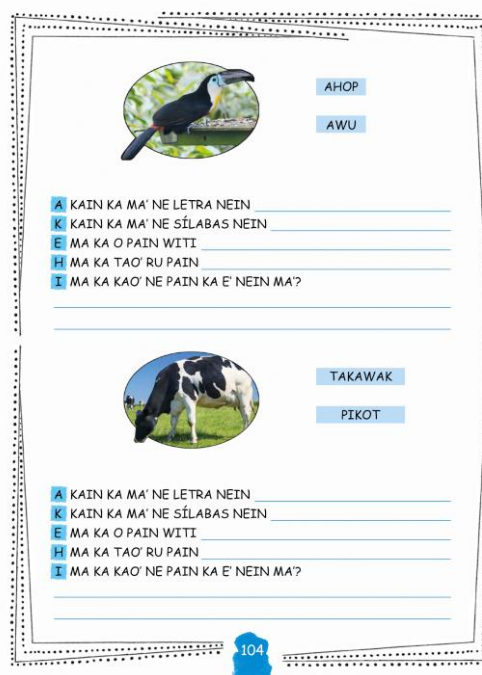 AHOP
AWU
A KAIN KA MA' NE LETRA NEIN
K KAIN KA MA' NE SÍLABAS NEIN
E MA KA O PAIN WITI
H MA KA TAO' RU PAIN
I MA KA KAO' NE PAIN KA E' NEIN MA'?
TAKAWAK
PIKOT
A KAIN KA MA' NE LETRA NEIN
K KAIN KA MA' NE SÍLABAS NEIN
E MA KA O PAIN WITI
H MA KA TAO' RU PAIN
I MA KA KAO' NE PAIN KA E' NEIN MA'?
104